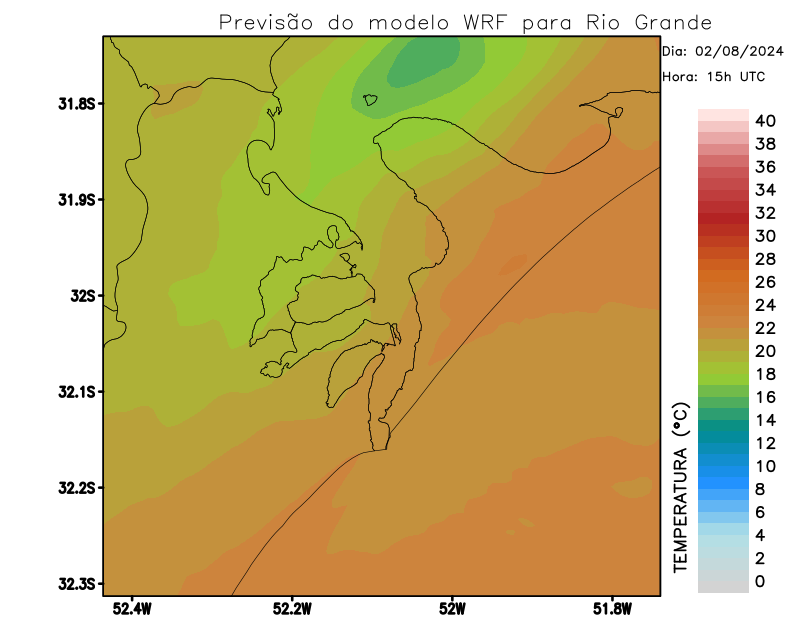 Previsão do modelo WRF para Rio Grande
Dia: 02/08/2024
Hora: 15h UTC
31.8S
31.9S
32S
32.1S
32.2S
32.3S
52.4W
52.2W
52W
51.8W
TEMPERATURA (°C)
40
38
36
34
32
30
28
26
24
22
20
18
16
14
12
10
8
6
4
2
0